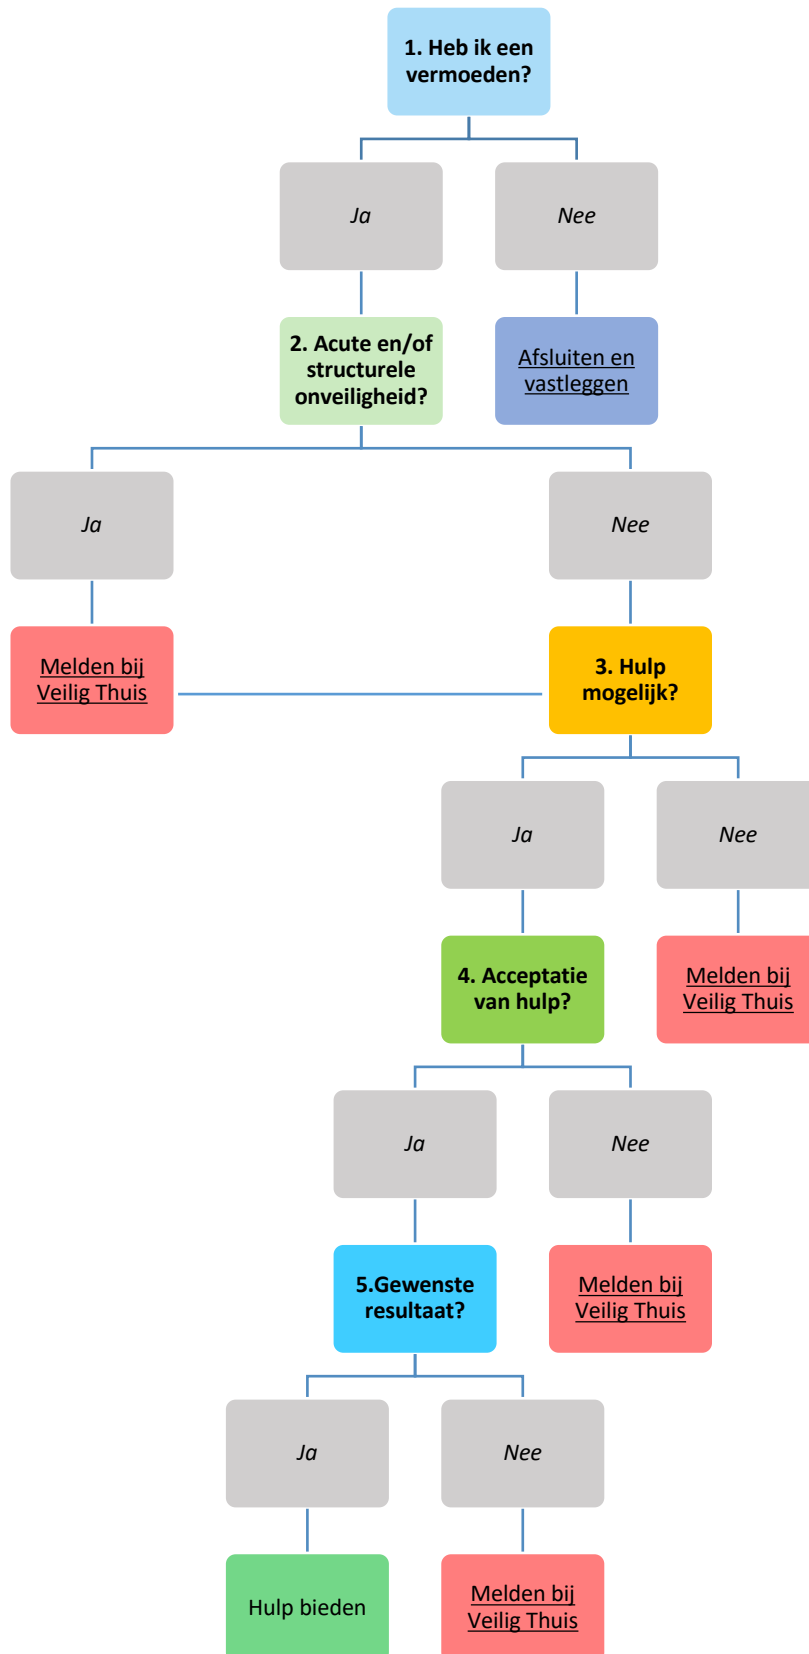 1. Heb ik een
vermoeden?
Ja
Nee
2. Acute en/of
structurele
onveiligheid?
Afsluiten en
vastleggen
Ja
Nee
Melden bij
Veilig Thuis
3. Hulp
mogelijk?
Ja
Nee
4. Acceptatie
van hulp?
Melden bij
Veilig Thuis
Ja
Nee
5.Gewenste
resultaat?
Melden bij
Veilig Thuis
Ja
Nee
Hulp bieden
Melden bij
Veilig Thuis